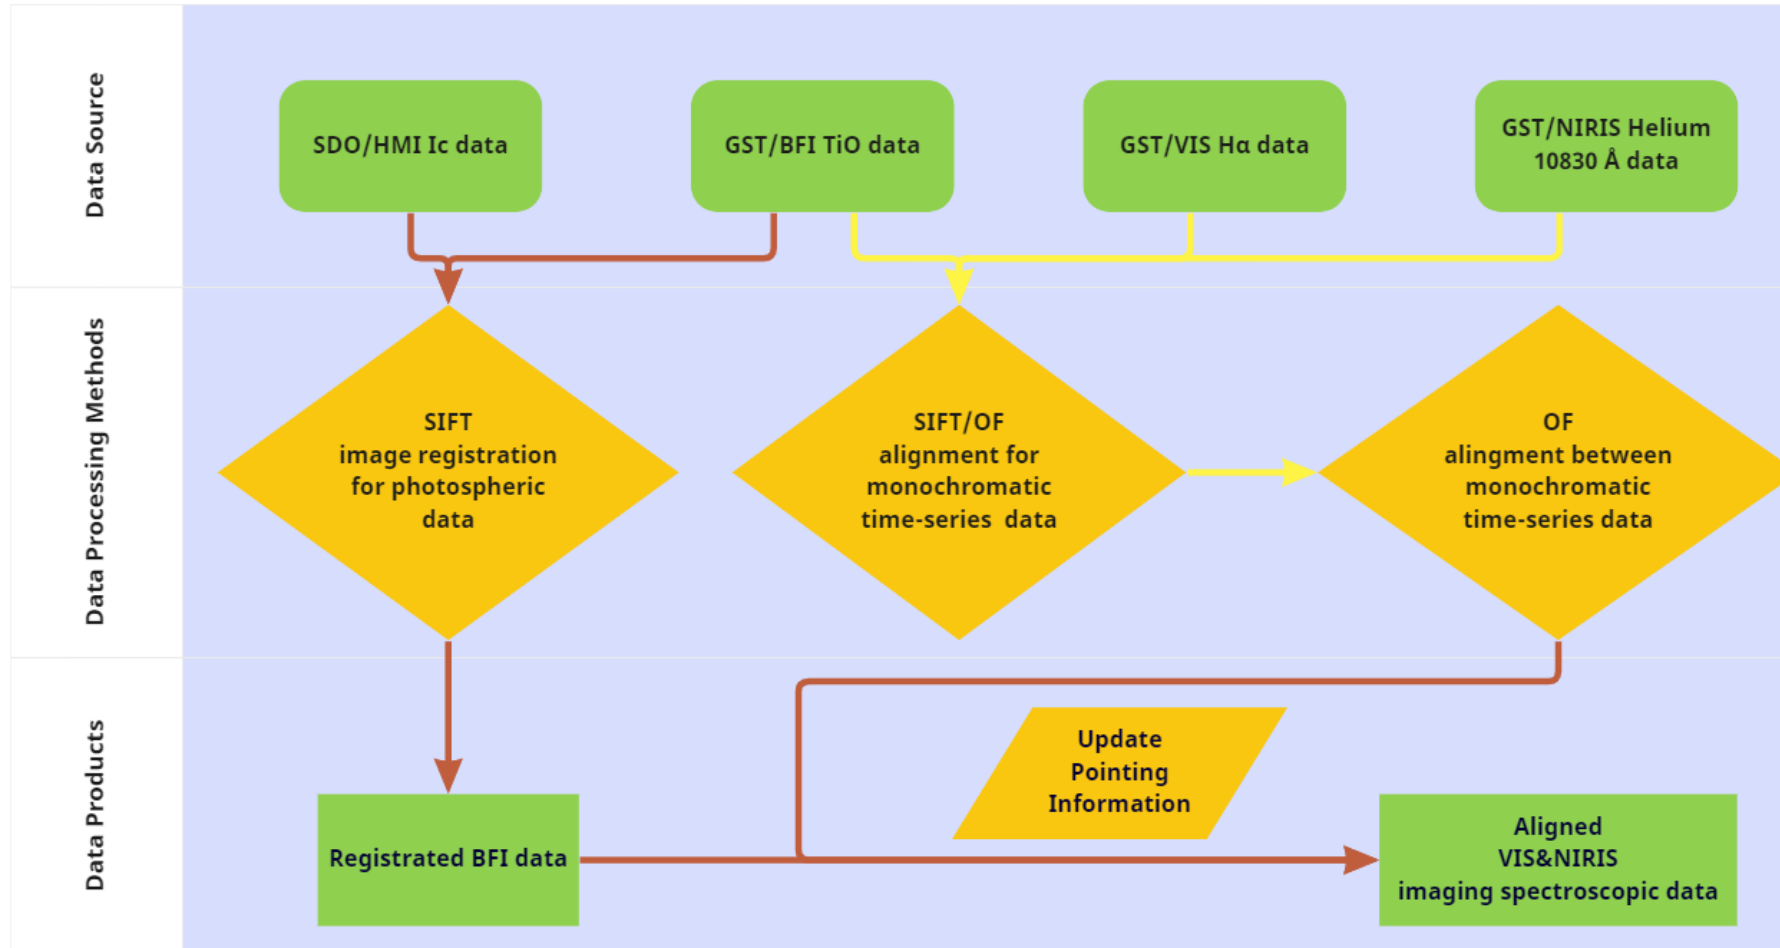 Data Source
SDO/HMI Ic data
GST/BFI TiO data
GST/VIS Hα data
GST/NIRIS Helium
10830 Å data
Data Processing Methods
SIFT
image registration
for photospheric
data
SIFT/OF
alignment for
monochromatic
time-series data
OF
alingment between
monochromatic
time-series data
Data Products
Registrated BFI data
Update
Pointing
Information
Aligned
VIS&NIRIS
imaging spectroscopic data